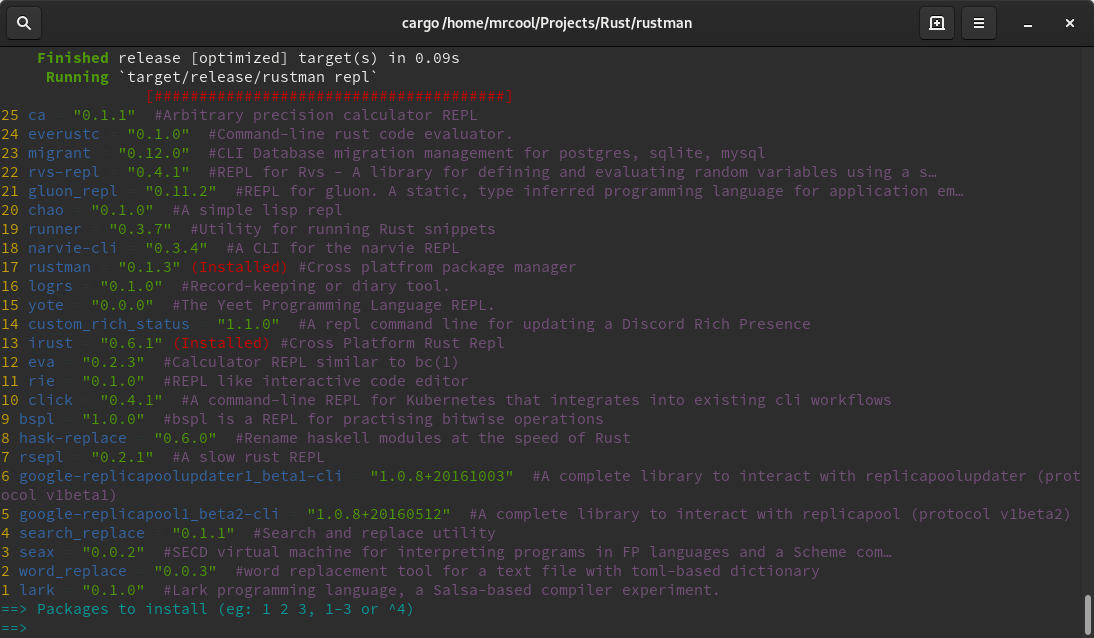 cargo /home/mrcool/Projects/Rust/rustman
Finished release [optimized] target(s) in 0.09s
Running `target/release/rustman repl`
[#######################################]
25 ca = "0.1.1" #Arbitrary precision calculator REPL
24 everustc = "0.1.0" #Command-line rust code evaluator.
23 migrant = "0.12.0" #CLI Database migration management for postgres, sqlite, mysql
22 rvs-repl = "0.4.1" #REPL for Rvs - A library for defining and evaluating random variables using a s…
21 gluon_repl = "0.11.2" #REPL for gluon. A static, type inferred programming language for application em…
20 chao = "0.1.0" #A simple lisp repl
19 runner = "0.3.7" #Utility for running Rust snippets
18 narvie-cli = "0.3.4" #A CLI for the narvie REPL
17 rustman = "0.1.3" (Installed) #Cross platfrom package manager
16 logrs = "0.1.0" #Record-keeping or diary tool.
15 yote = "0.0.0" #The Yeet Programming Language REPL.
14 custom_rich_status = "1.1.0" #A repl command line for updating a Discord Rich Presence
13 irust = "0.6.1" (Installed) #Cross Platform Rust Repl
12 eva = "0.2.3" #Calculator REPL similar to bc(1)
11 rie = "0.1.0" #REPL like interactive code editor
10 click = "0.4.1" #A command-line REPL for Kubernetes that integrates into existing cli workflows
9 bspl = "1.0.0" #bspl is a REPL for practising bitwise operations
8 hask-replace = "0.6.0" #Rename haskell modules at the speed of Rust
7 rsepl = "0.2.1" #A slow rust REPL
6 google-replicapoolupdater1_beta1-cli = "1.0.8+20161003" #A complete library to interact with replicapoolupdater (prot
ocol v1beta1)
5 google-replicapool1_beta2-cli = "1.0.8+20160512" #A complete library to interact with replicapool (protocol v1beta2)
4 search_replace = "0.1.1" #Search and replace utility
3 seax = "0.0.2" #SECD virtual machine for interpreting programs in FP languages and a Scheme com…
2 word_replace = "0.0.3" #word replacement tool for a text file with toml-based dictionary
1 lark = "0.1.0" #Lark programming language, a Salsa-based compiler experiment.
==> Packages to install (eg: 1 2 3, 1-3 or ^4)
==>